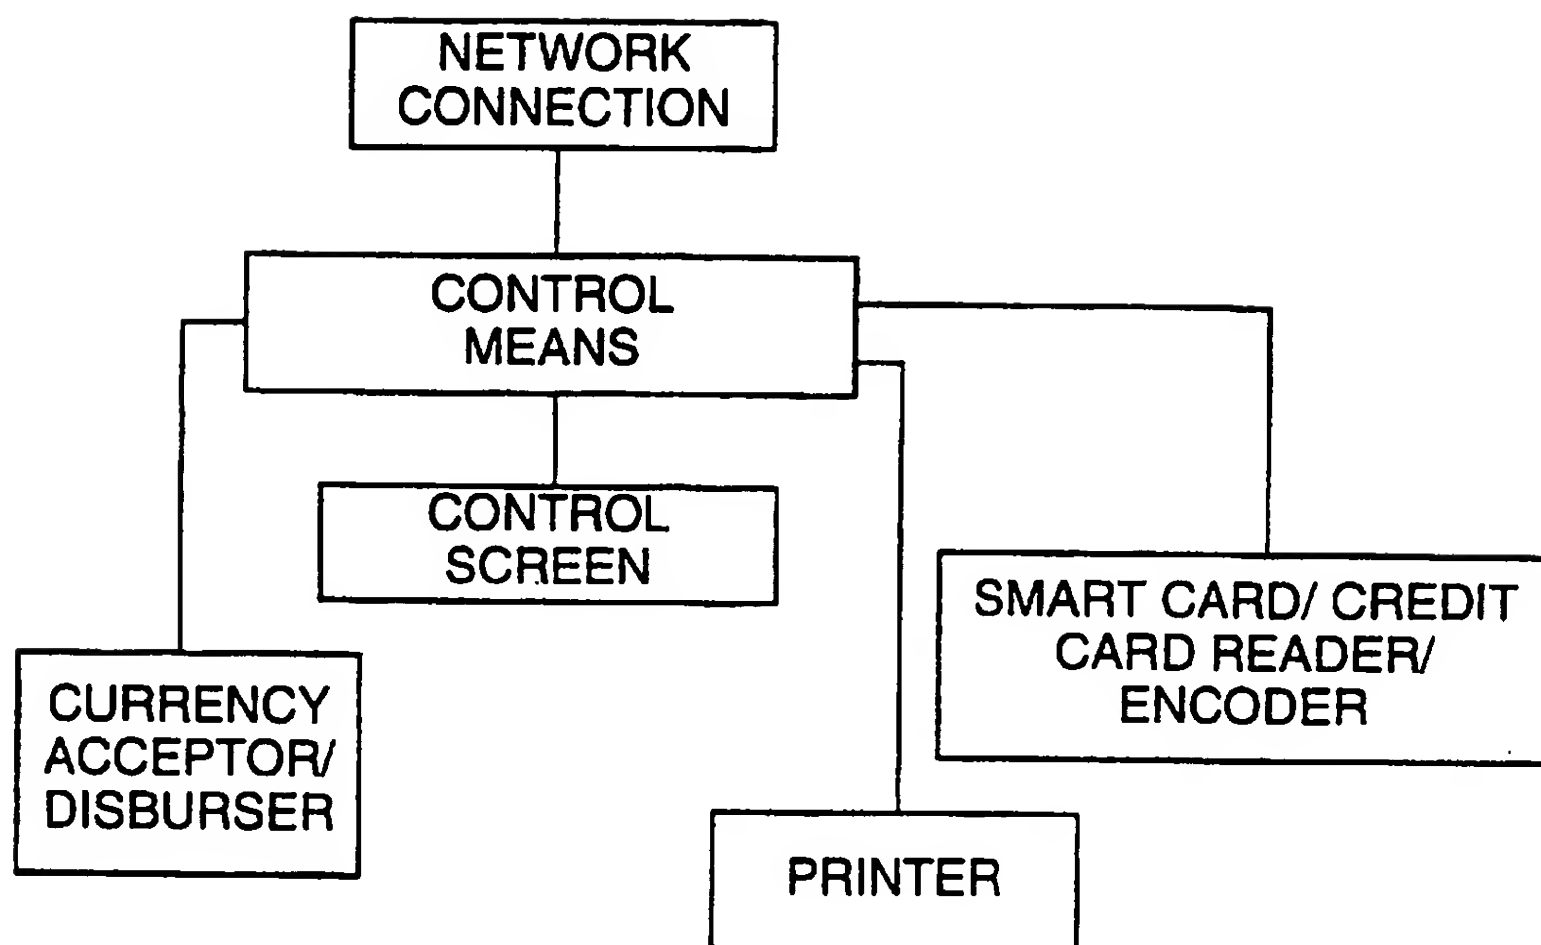 NETWORK
CONNECTION
CONTROL
MEANS
CONTROL
SCREEN
SMART CARD/ CREDIT
CARD READER/
ENCODER
CURRENCY
ACCEPTOR/
DISBURSER
PRINTER